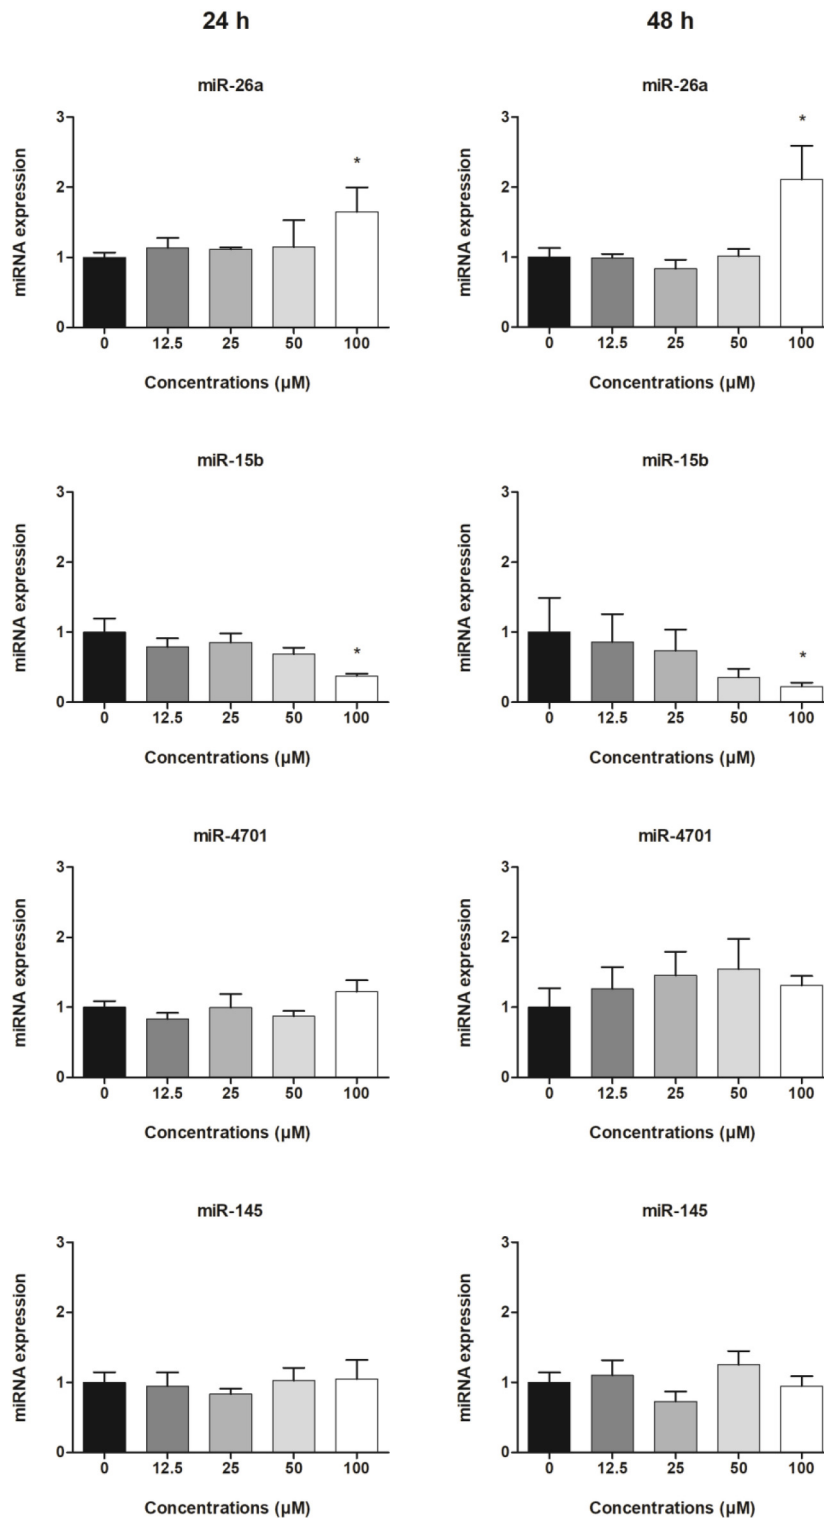 24 h
48 h
miR-26a
miR-26a
miRNA expression
3
2
1
0
*
0 12.5 25 50 100
Concentrations (µM)
miRNA expression
3
2
1
0
*
0 12.5 25 50 100
Concentrations (µM)
miR-15b
miR-15b
miRNA expression
3
2
1
0
*
0 12.5 25 50 100
Concentrations (µM)
miRNA expression
3
2
1
0
*
0 12.5 25 50 100
Concentrations (µM)
miR-4701
miR-4701
miRNA expression
3
2
1
0
0 12.5 25 50 100
Concentrations (µM)
miRNA expression
3
2
1
0
0 12.5 25 50 100
Concentrations (µM)
miR-145
miR-145
miRNA expression
3
2
1
0
0 12.5 25 50 100
Concentrations (µM)
miRNA expression
3
2
1
0
0 12.5 25 50 100
Concentrations (µM)